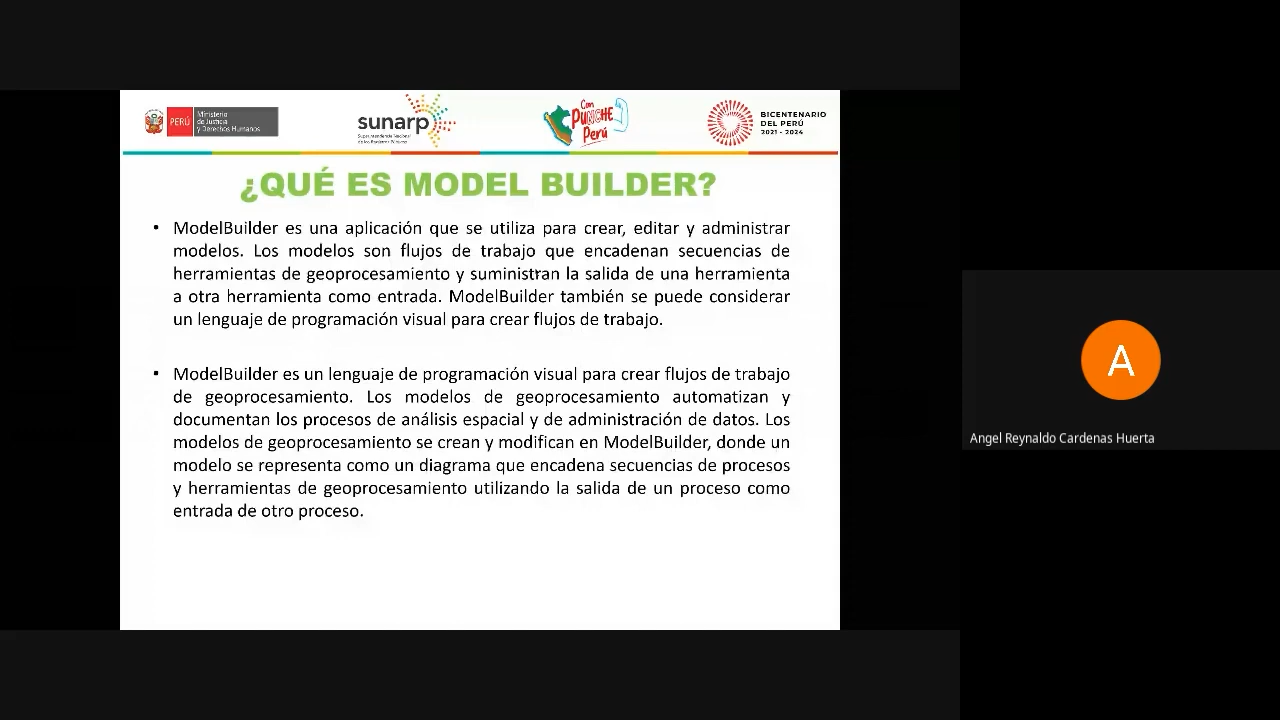 PERÚ
Ministerio
de Justicia
y Derechos Humanos
sunarp
Superintendencia Nacional
de los Registros Públicos
Con
PUNCHE
Perú
BICENTENARIO
DEL PERÚ
2021 - 2024
¿QUÉ ES MODEL BUILDER?
• ModelBuilder es una aplicación que se utiliza para crear, editar y administrar
modelos. Los modelos son flujos de trabajo que encadenan secuencias de
herramientas de geoprocesamiento y suministran la salida de una herramienta
a otra herramienta como entrada. ModelBuilder también se puede considerar
un lenguaje de programación visual para crear flujos de trabajo.
• ModelBuilder es un lenguaje de programación visual para crear flujos de trabajo
de geoprocesamiento. Los modelos de geoprocesamiento automatizan y
documentan los procesos de análisis espacial y de administración de datos. Los
modelos de geoprocesamiento se crean y modifican en ModelBuilder, donde un
modelo se representa como un diagrama que encadena secuencias de procesos
y herramientas de geoprocesamiento utilizando la salida de un proceso como
entrada de otro proceso.
A
Angel Reynaldo Cardenas Huerta